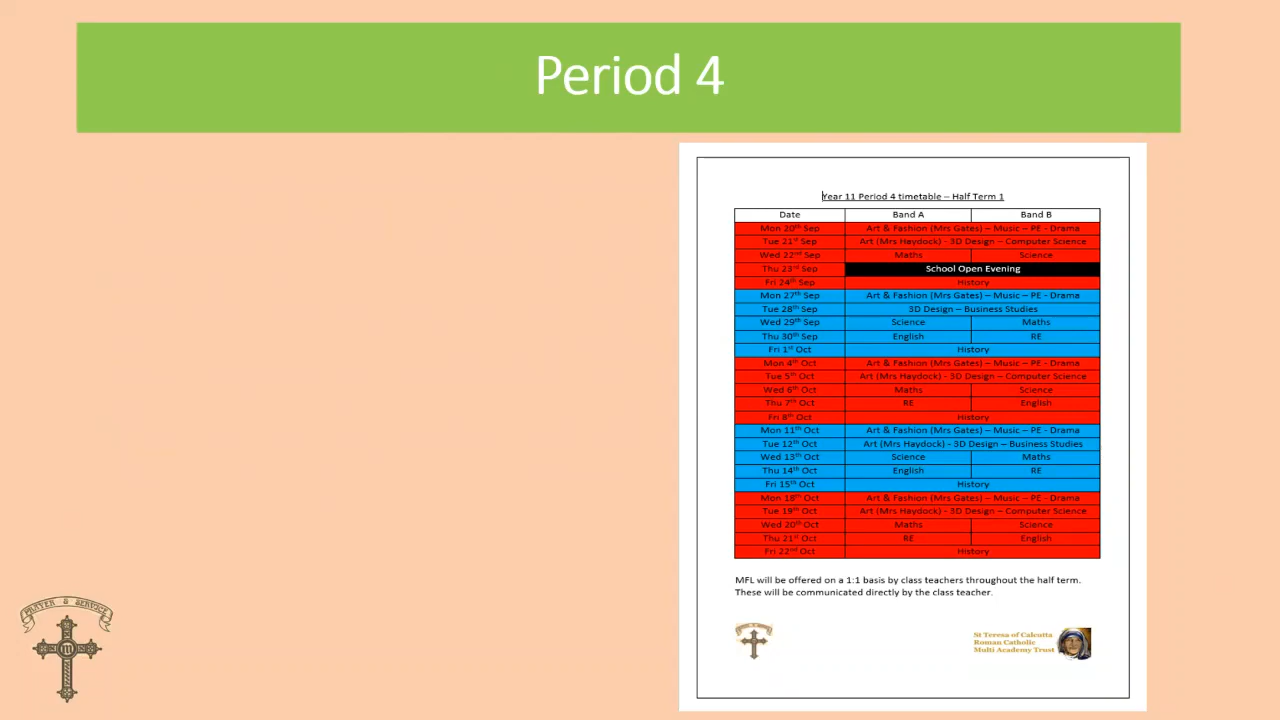 Period 4
Year 11 Period 4 timetable – Half Term 1
Date Band A Band B
Mon 20th Sep Art & Fashion (Mrs Gates) – Music – PE - Drama
Tue 21st Sep Art (Mrs Haydock) - 3D Design – Computer Science
Wed 22nd Sep Maths Science
Thu 23rd Sep School Open Evening
Fri 24th Sep History
Mon 27th Sep Art & Fashion (Mrs Gates) – Music – PE - Drama
Tue 28th Sep 3D Design – Business Studies
Wed 29th Sep Science Maths
Thu 30th Sep English RE
Fri 1st Oct History
Mon 4th Oct Art & Fashion (Mrs Gates) – Music – PE - Drama
Tue 5th Oct Art (Mrs Haydock) - 3D Design – Computer Science
Wed 6th Oct Maths Science
Thu 7th Oct RE English
Fri 8th Oct History
Mon 11th Oct Art & Fashion (Mrs Gates) – Music – PE - Drama
Tue 12th Oct Art (Mrs Haydock) - 3D Design – Business Studies
Wed 13th Oct Science Maths
Thu 14th Oct English RE
Fri 15th Oct History
Mon 18th Oct Art & Fashion (Mrs Gates) – Music – PE - Drama
Tue 19th Oct Art (Mrs Haydock) - 3D Design – Computer Science
Wed 20th Oct Maths Science
Thu 21st Oct RE English
Fri 22nd Oct History
MFL will be offered on a 1:1 basis by class teachers throughout the half term.
These will be communicated directly by the class teacher.
PRAYER & SERVICE
M
St Teresa of Calcutta
Roman Catholic
Multi Academy Trust